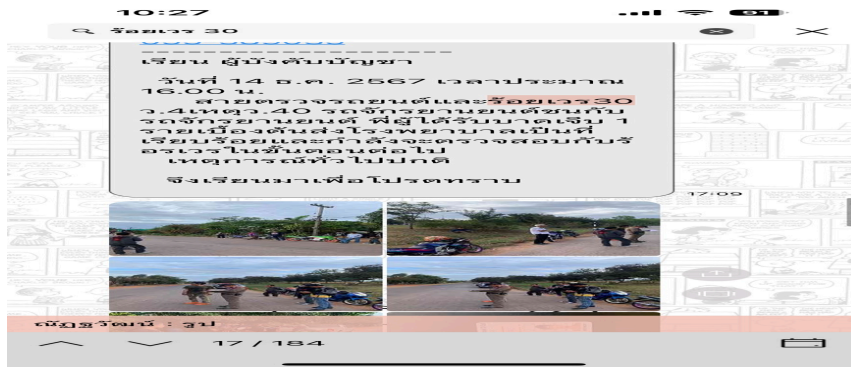 10:27
91
ร้อยเวร 30
--------------------
เรียน ผู้บังคับบัญชา
วันที่ 14 ธ.ค. 2567 เวลาประมาณ
16.00 น.
สายตรวจรถยนต์และร้อยเวร30
ว.4เหตุว.40 รถจักรยานยนต์ชนกับ
รถจักรยานยนต์ มีผู้ได้รับบาดเจ็บ 1
รายเบื้องต้นส่งโรงพยาบาลเป็นที่
เรียบร้อยและกำลังจะตรวจสอบกับร้
อยเวรในขั้นตอนต่อไป
เหตุการณ์ทั่วไปปกติ
จึงเรียนมาเพื่อโปรดทราบ
17:09
ณัฏฐวัฒน์ : รูป
17 / 184